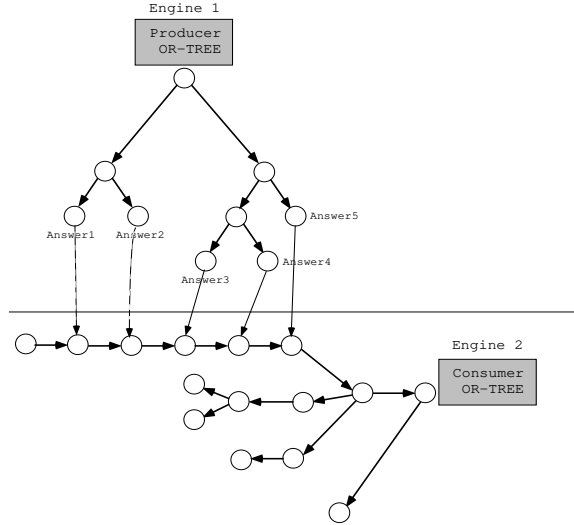 Engine 1
Producer
OR-TREE
Answer5
Answer1
Answer2
Answer4
Answer3
Engine 2
Consumer
OR-TREE